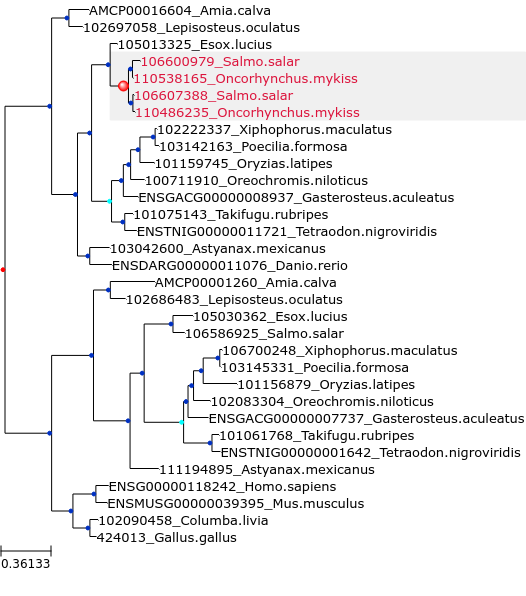 AMCP00016604_Amia.calva
102697058_Lepisosteus.oculatus
105013325_Esox.lucius
106600979_Salmo.salar
110538165_Oncorhynchus.mykiss
106607388_Salmo.salar
110486235_Oncorhynchus.mykiss
102222337_Xiphophorus.maculatus
103142163_Poecilia.formosa
101159745_Oryzias.latipes
100711910_Oreochromis.niloticus
ENSGACG00000008937_Gasterosteus.aculeatus
101075143_Takifugu.rubripes
ENSTNIG00000011721_Tetraodon.nigroviridis
103042600_Astyanax.mexicanus
ENSDARG00000011076_Danio.rerio
AMCP00001260_Amia.calva
102686483_Lepisosteus.oculatus
105030362_Esox.lucius
106586925_Salmo.salar
106700248_Xiphophorus.maculatus
103145331_Poecilia.formosa
101156879_Oryzias.latipes
102083304_Oreochromis.niloticus
ENSGACG00000007737_Gasterosteus.aculeatus
101061768_Takifugu.rubripes
ENSTNIG00000001642_Tetraodon.nigroviridis
111194895_Astyanax.mexicanus
ENSG00000118242_Homo.sapiens
ENSMUSG00000039395_Mus.musculus
102090458_Columba.livia
424013_Gallus.gallus
0.36133